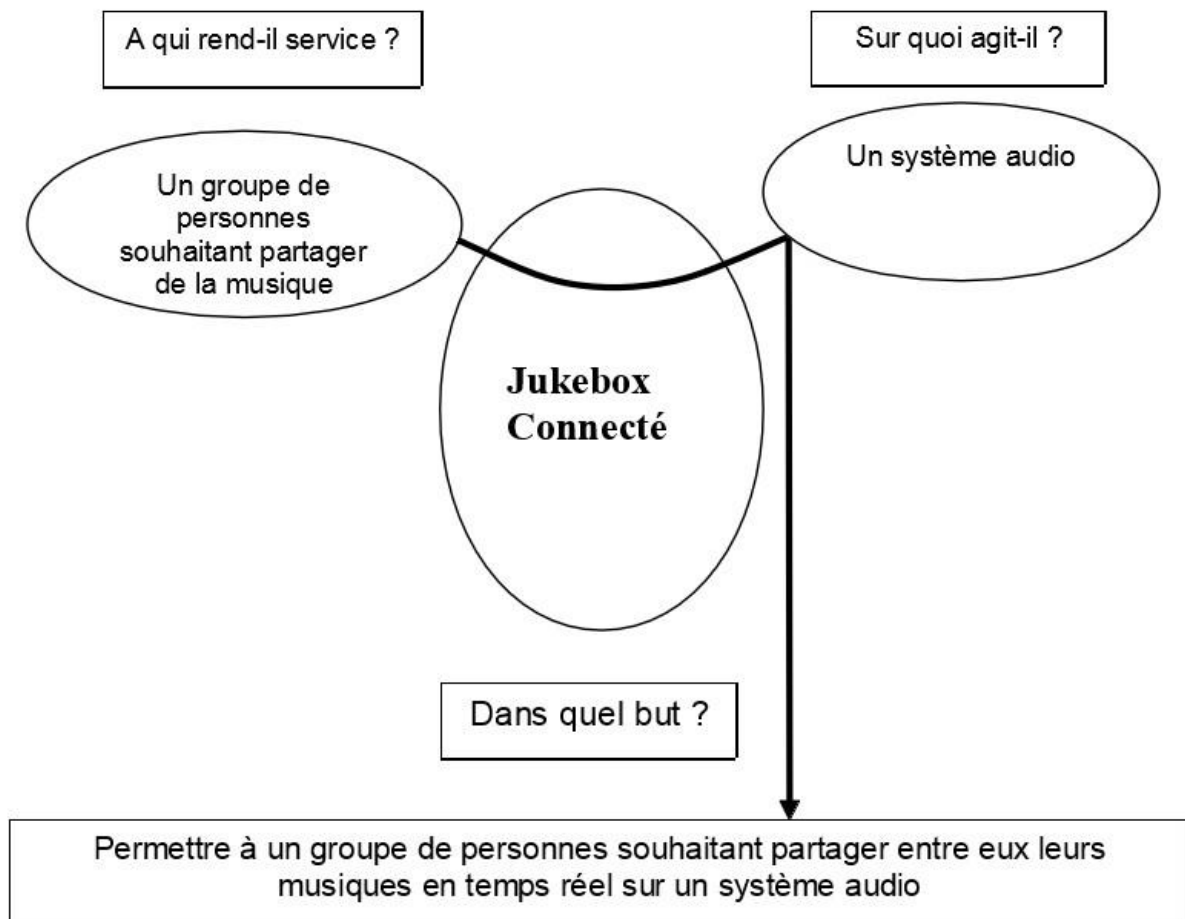 A qui rend-il service ?
Sur quoi agit-il ?
Un groupe de
personnes
souhaitant partager
de la musique
Un système audio
Jukebox
Connecté
Dans quel but ?
Permettre à un groupe de personnes souhaitant partager entre eux leurs
musiques en temps réel sur un système audio